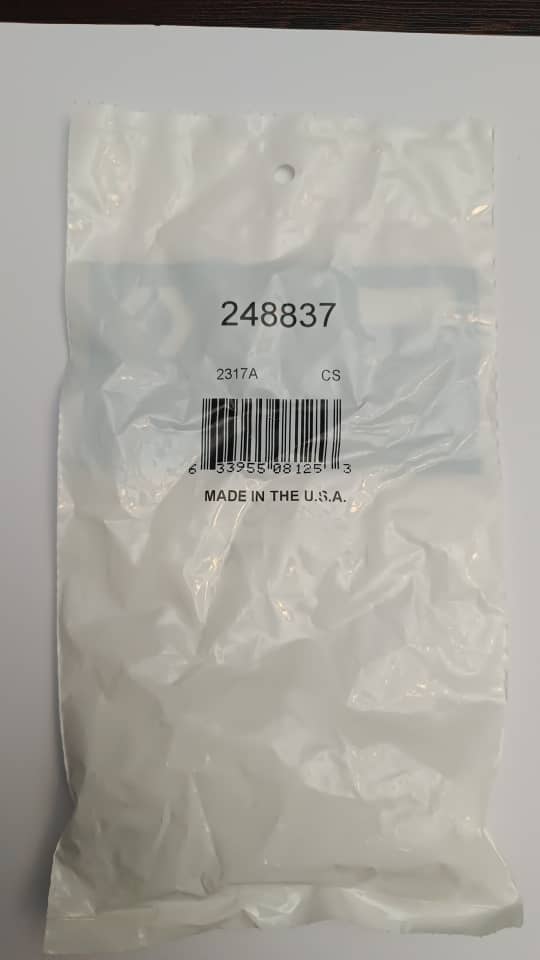 248837
2317A CS
6 33955 08125 3
MADE IN THE U.S.A.